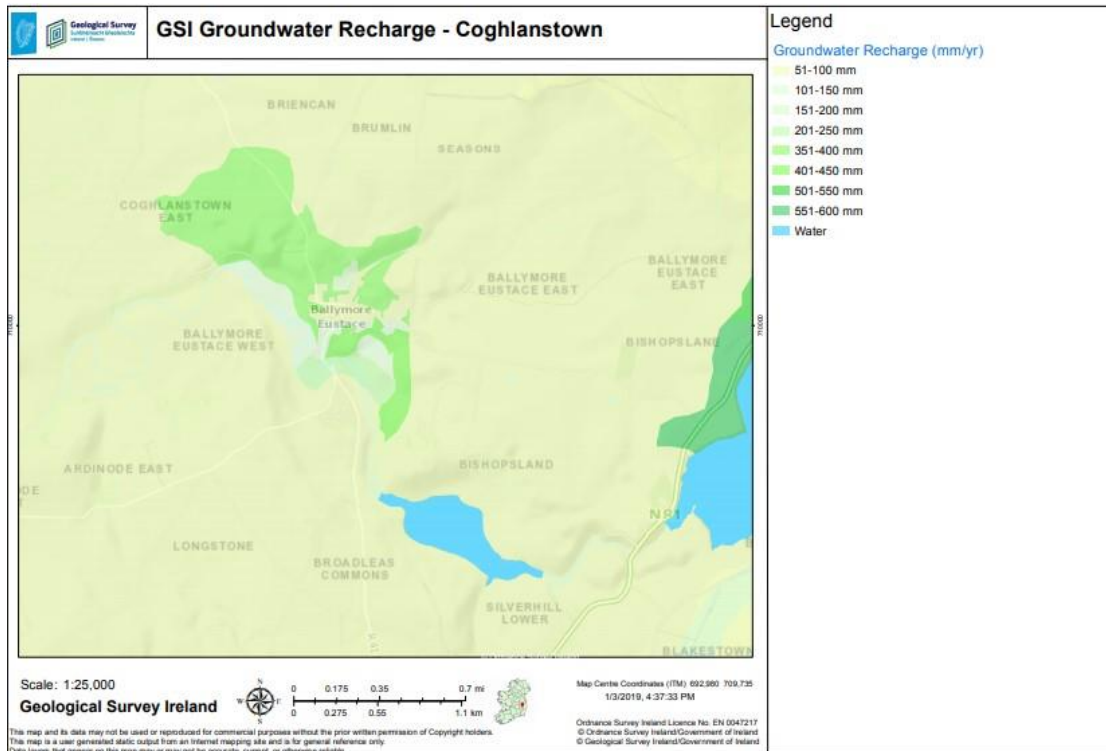 Geological Survey
Suirbhéireacht Gheolaíochta
Ireland | Éireann
GSI Groundwater Recharge - Coghlanstown
Legend
Groundwater Recharge (mm/yr)
51-100 mm
101-150 mm
151-200 mm
201-250 mm
351-400 mm
401-450 mm
501-550 mm
551-600 mm
Water
BRIENCAN
BRUMLIN
SEASONS
COGHLANSTOWN
EAST
BALLYMORE
EUSTACE
EAST
BALLYMORE
EUSTACE EAST
Ballymore
Eustace
BALLYMORE
EUSTACE WEST
BISHOPSLAND
710000
710000
ARDINODE EAST
BISHOPSLAND
N81
LONGSTONE
BROADLEAS
COMMONS
SILVERHILL
LOWER
BLAKESTOWN
Scale: 1:25,000
Geological Survey Ireland
N
W
E
S
0 0.175 0.35 0.7 mi
0 0.275 0.55 1.1 km
Map Centre Coordinates (ITM) 692,980 709,735
1/3/2019, 4:37:33 PM
Ordnance Survey Ireland Licence No. EN 0047217
© Ordnance Survey Ireland/Government of Ireland
© Geological Survey Ireland/Government of Ireland
This map and its data may not be used or reproduced for commercial purposes without the prior written permission of Copyright holders.
This map is a user generated static output from an Internet mapping site and is for general reference only.